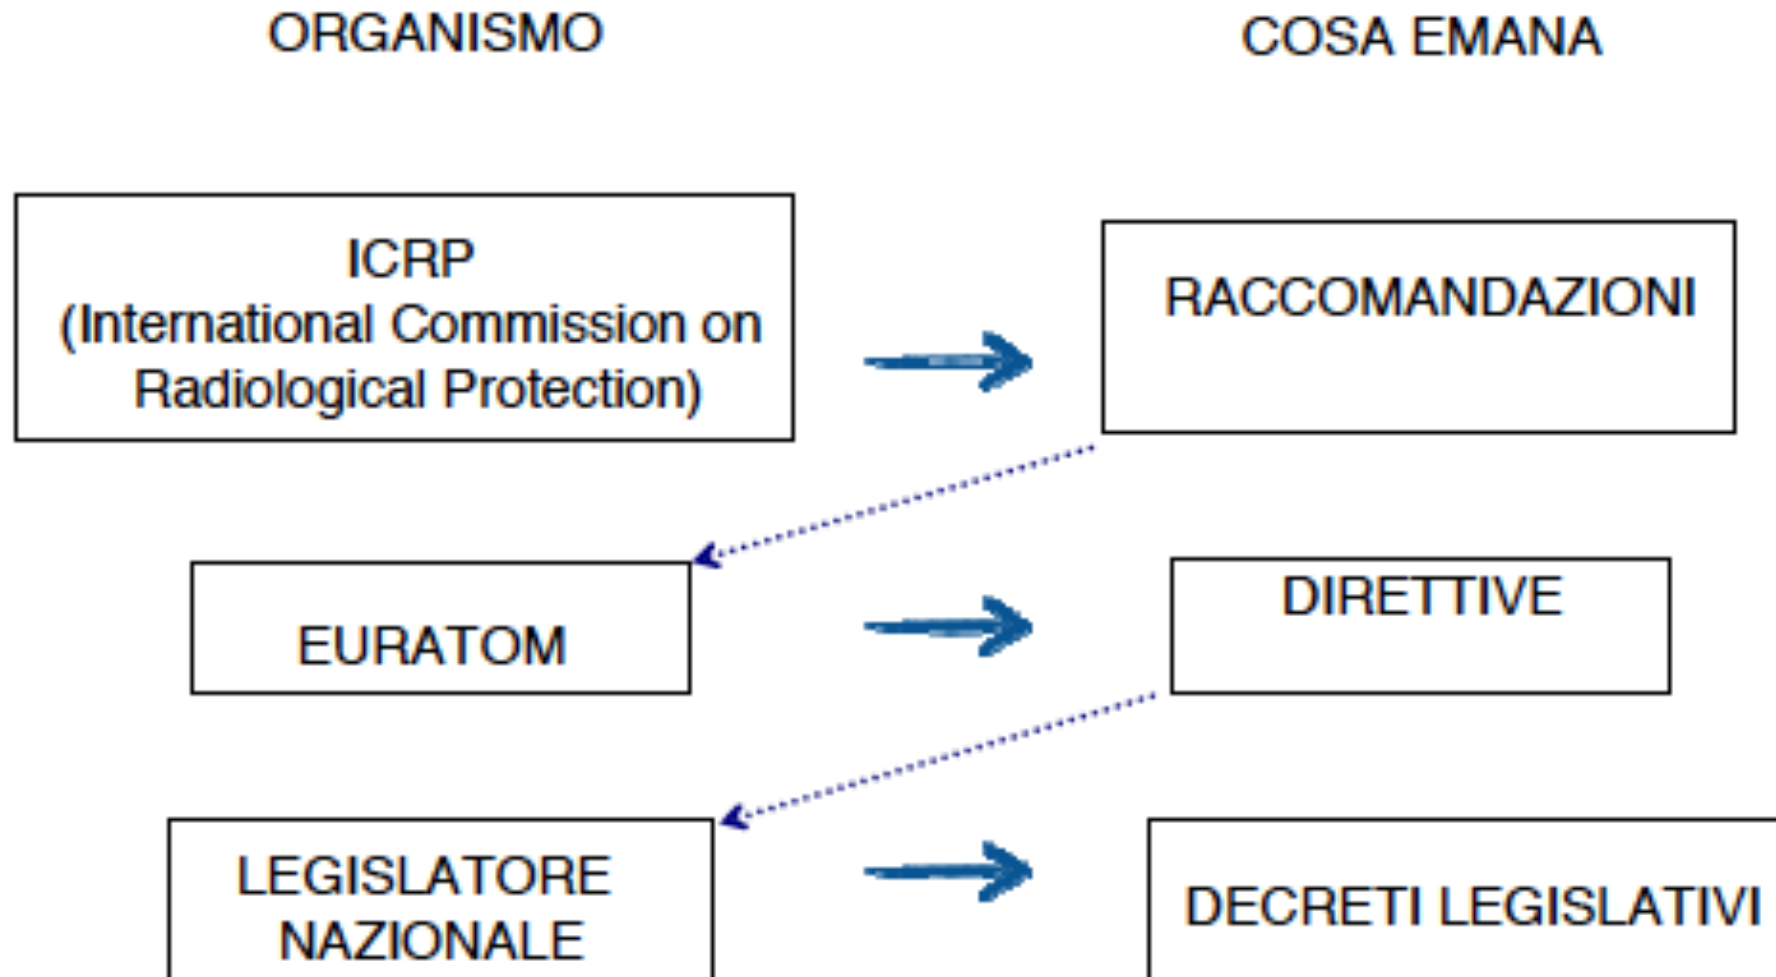 ORGANISMO
COSA EMANA
ICRP
(International Commission on
Radiological Protection)
RACCOMANDAZIONI
EURATOM
DIRETTIVE
LEGISLATORE
NAZIONALE
DECRETI LEGISLATIVI